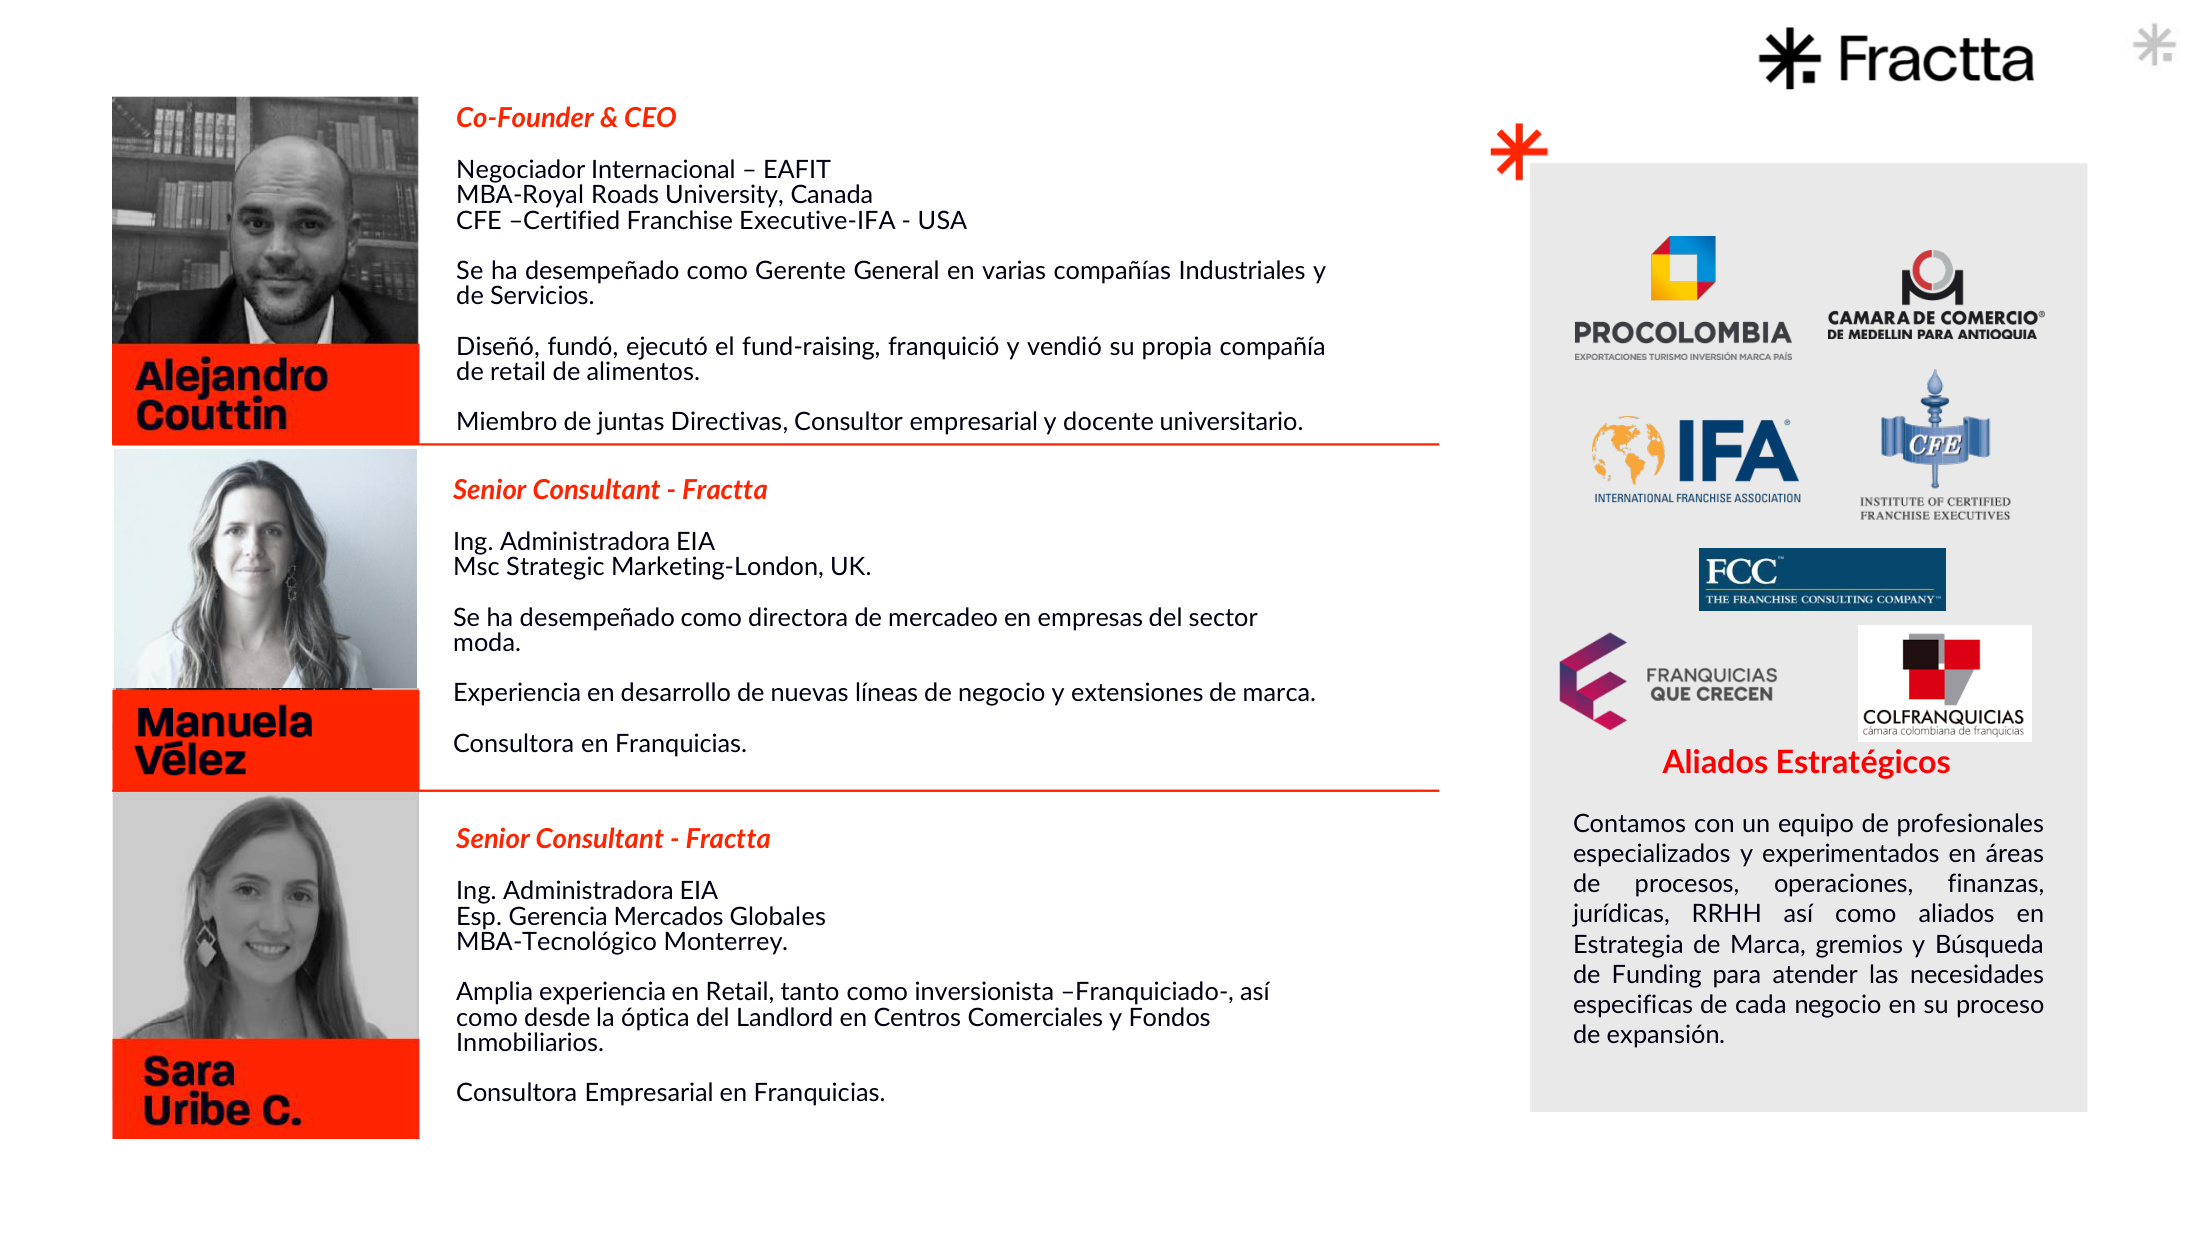 Fractta
Alejandro
Couttin
Co-Founder & CEO
Negociador Internacional – EAFIT
MBA-Royal Roads University, Canada
CFE –Certified Franchise Executive-IFA - USA
Se ha desempeñado como Gerente General en varias compañías Industriales y
de Servicios.
Diseñó, fundó, ejecutó el fund-raising, franquició y vendió su propia compañía
de retail de alimentos.
Miembro de juntas Directivas, Consultor empresarial y docente universitario.
Manuela
Vélez
Senior Consultant - Fractta
Ing. Administradora EIA
Msc Strategic Marketing-London, UK.
Se ha desempeñado como directora de mercadeo en empresas del sector
moda.
Experiencia en desarrollo de nuevas líneas de negocio y extensiones de marca.
Consultora en Franquicias.
Sara
Uribe C.
Senior Consultant - Fractta
Ing. Administradora EIA
Esp. Gerencia Mercados Globales
MBA-Tecnológico Monterrey.
Amplia experiencia en Retail, tanto como inversionista –Franquiciado-, así
como desde la óptica del Landlord en Centros Comerciales y Fondos
Inmobiliarios.
Consultora Empresarial en Franquicias.
PROCOLOMBIA
EXPORTACIONES TURISMO INVERSIÓN MARCA PAÍS
CAMARA DE COMERCIO®
DE MEDELLIN PARA ANTIOQUIA
IFA®
INTERNATIONAL FRANCHISE ASSOCIATION
CFE
INSTITUTE OF CERTIFIED
FRANCHISE EXECUTIVES
FCC™
THE FRANCHISE CONSULTING COMPANY™
FRANQUICIAS
QUE CRECEN
COLFRANQUICIAS
cámara colombiana de franquicias
Aliados Estratégicos
Contamos con un equipo de profesionales
especializados y experimentados en áreas
de procesos, operaciones, finanzas,
jurídicas, RRHH así como aliados en
Estrategia de Marca, gremios y Búsqueda
de Funding para atender las necesidades
especificas de cada negocio en su proceso
de expansión.